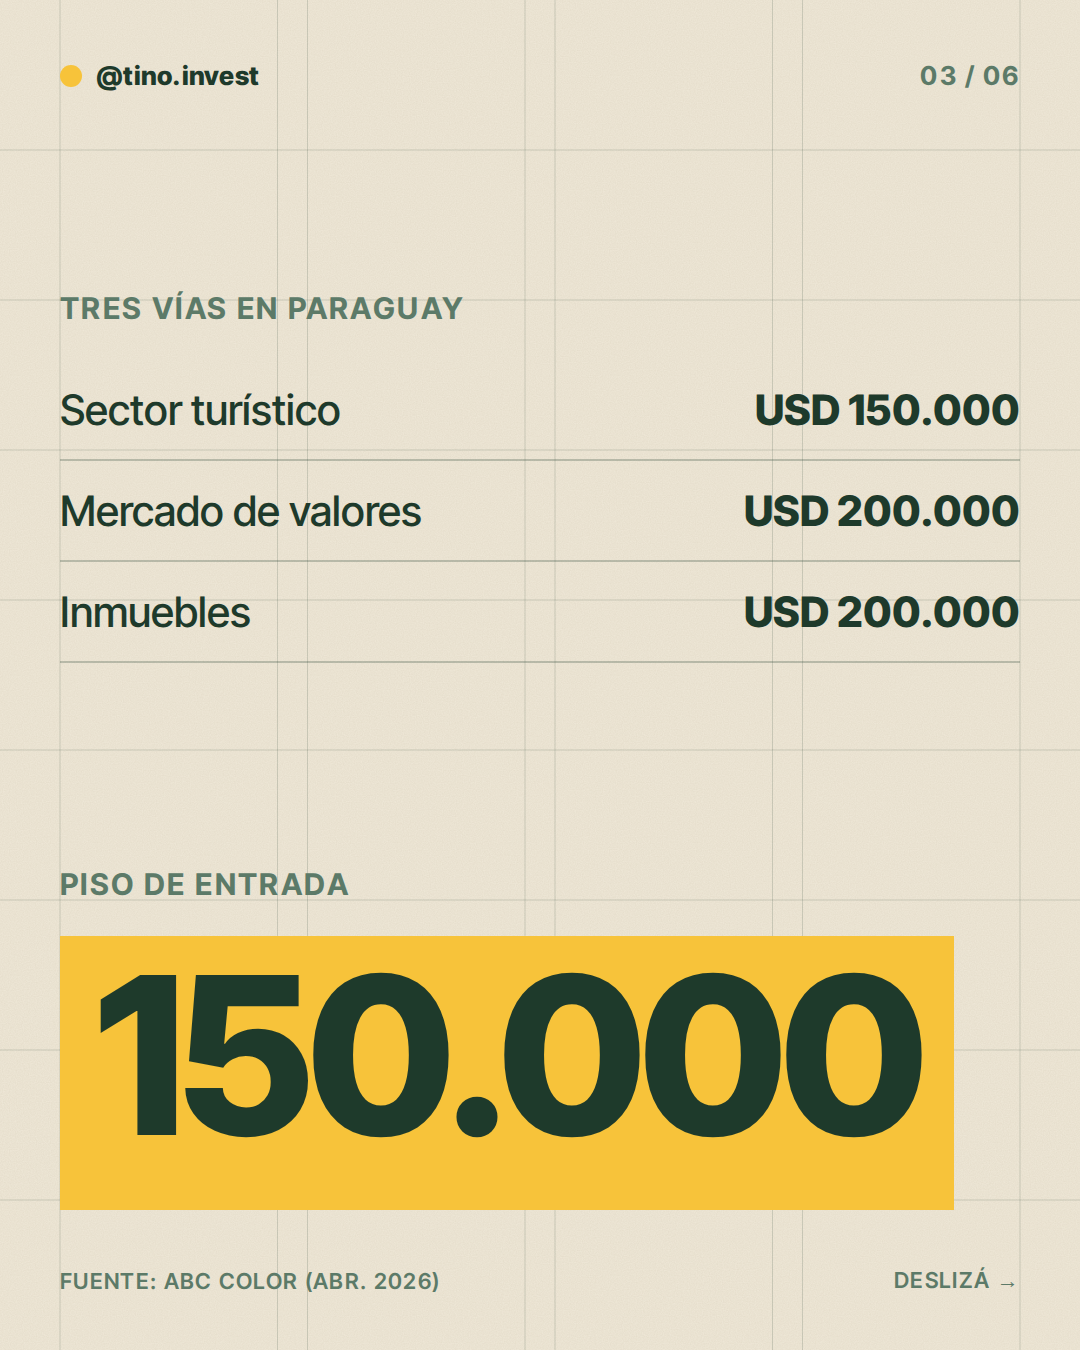 @tino.invest
03 / 06
TRES VÍAS EN PARAGUAY
Sector turístico USD 150.000
Mercado de valores USD 200.000
Inmuebles USD 200.000
PISO DE ENTRADA
150.000
FUENTE: ABC COLOR (ABR. 2026)
DESLIZÁ →